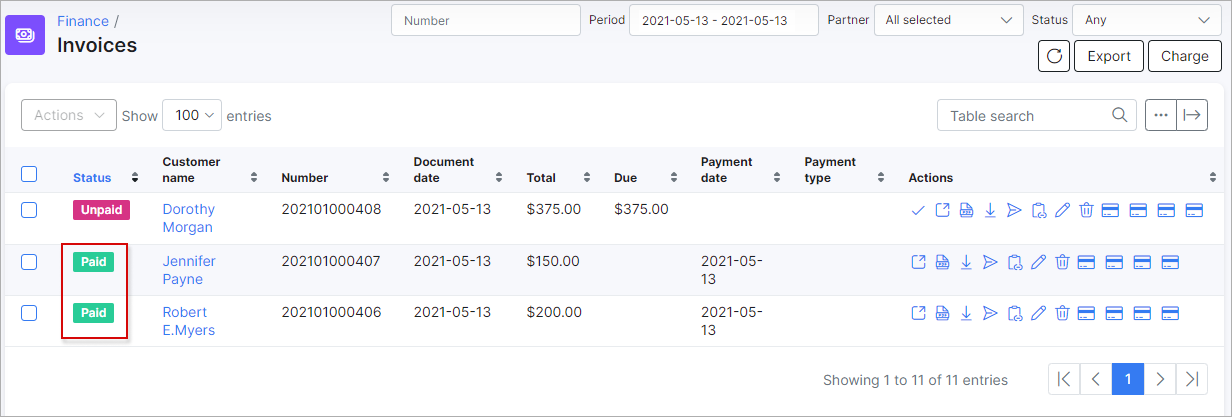 Finance /
Invoices
Number
Period
2021-05-13 - 2021-05-13
Partner
All selected
Status
Any
Export
Charge
Actions
Show
100
entries
Table search
Status
Customer name
Number
Document date
Total
Due
Payment date
Payment type
Actions
Unpaid
Dorothy
Morgan
202101000408
2021-05-13
$375.00
$375.00
Paid
Jennifer
Payne
202101000407
2021-05-13
$150.00
2021-05-
13
Paid
Robert
E.Myers
202101000406
2021-05-13
$200.00
2021-05-
13
Showing 1 to 11 of 11 entries
1